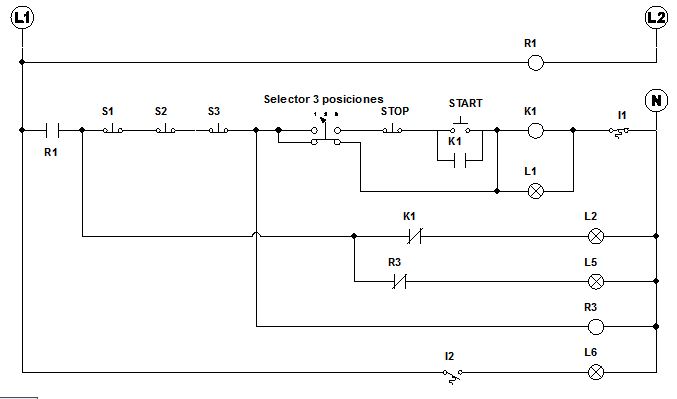 L1
L2
R1
N
Selector 3 posiciones
1 2 3
S1
S2
S3
STOP
START
K1
I1
R1
K1
L1
K1
L2
R3
L5
R3
I2
L6